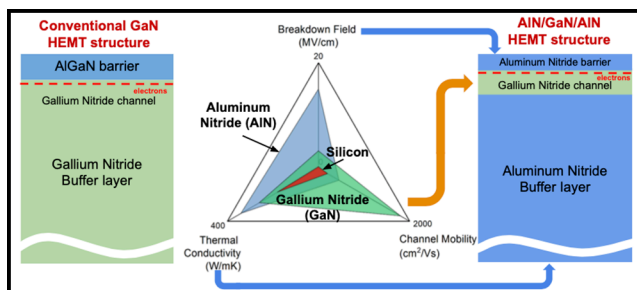 Conventional GaN
HEMT structure
AlGaN barrier
electrons
Gallium Nitride channel
Gallium Nitride
Buffer layer
Breakdown Field
(MV/cm)
20
Aluminum
Nitride (AlN)
Silicon
Gallium Nitride
(GaN)
400
Thermal
Conductivity
(W/mK)
2000
Channel Mobility
(cm²/Vs)
AlN/GaN/AlN
HEMT structure
Aluminum Nitride barrier
electrons
Gallium Nitride channel
Aluminum Nitride
Buffer layer